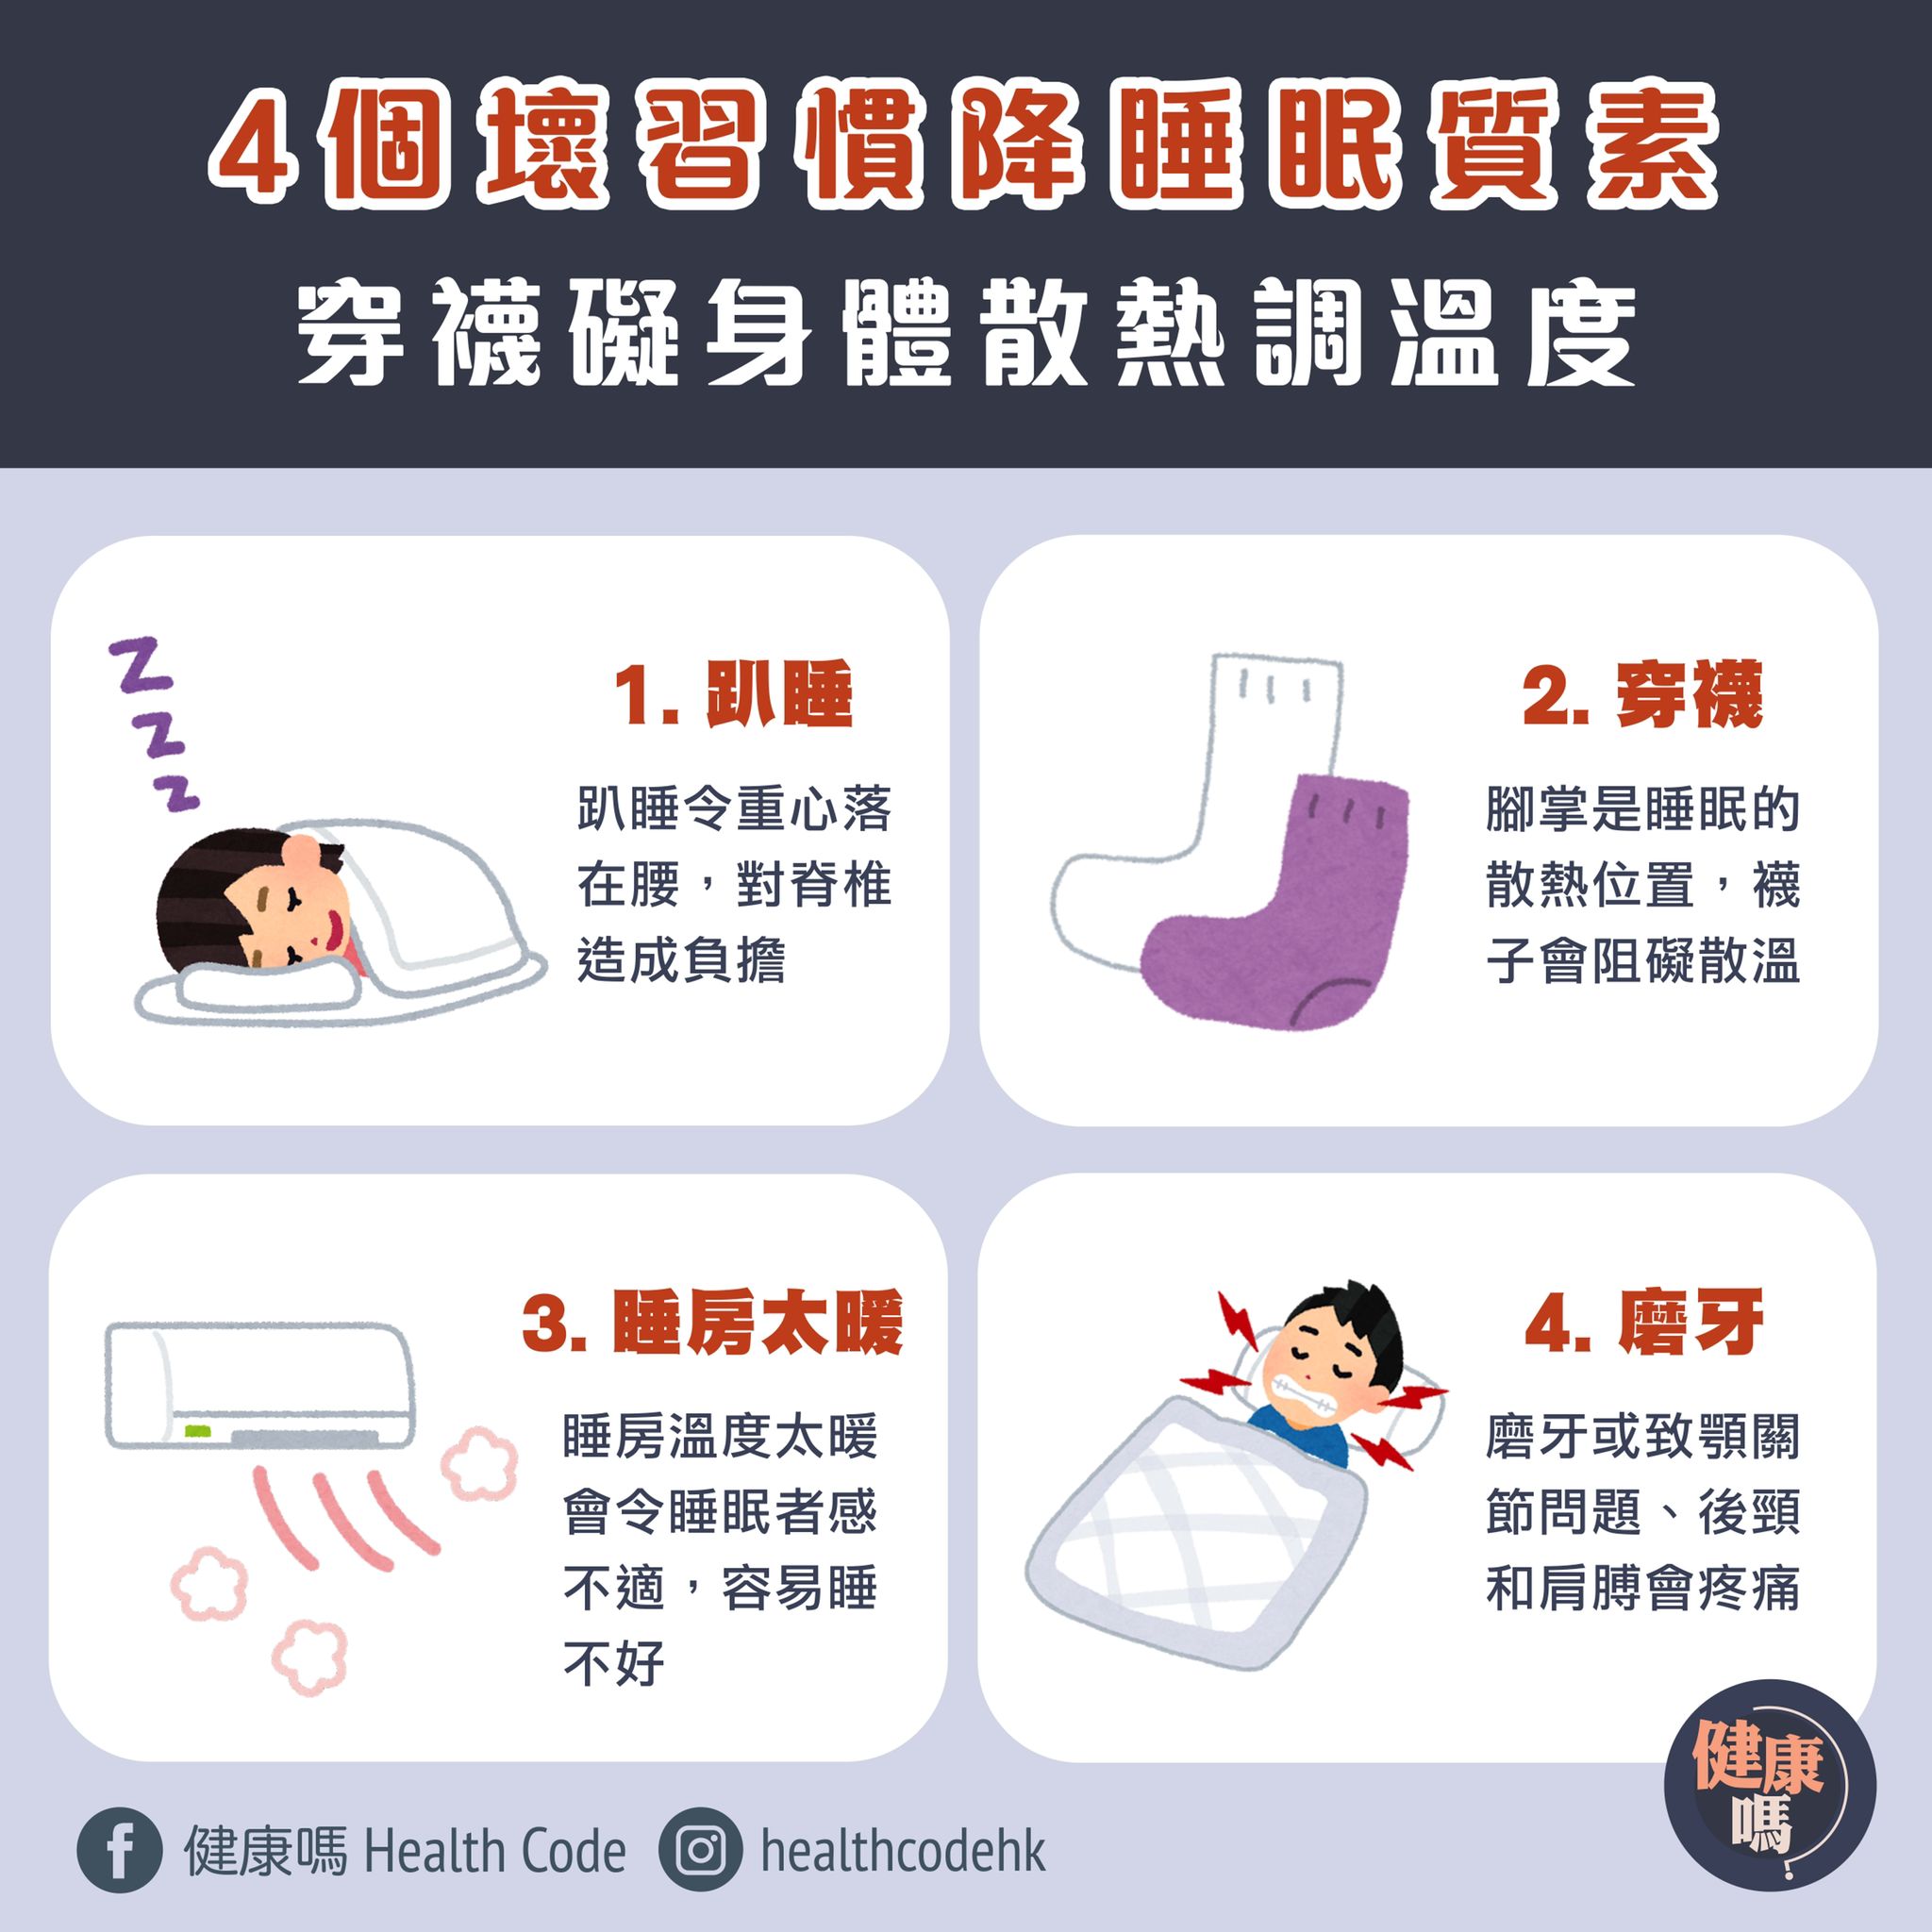 4個壞習慣降睡眠質素
穿襪礙身體散熱調溫度
1. 趴睡
趴睡令重心落
在腰，對脊椎
造成負擔
2. 穿襪
腳掌是睡眠的
散熱位置，襪
子會阻礙散溫
3. 睡房太暖
睡房溫度太暖
會令睡眠者感
不適，容易睡
不好
4. 磨牙
磨牙或致顎關
節問題、後頸
和肩膊會疼痛
健康嗎 Health Code
healthcodehk
健康
嗎